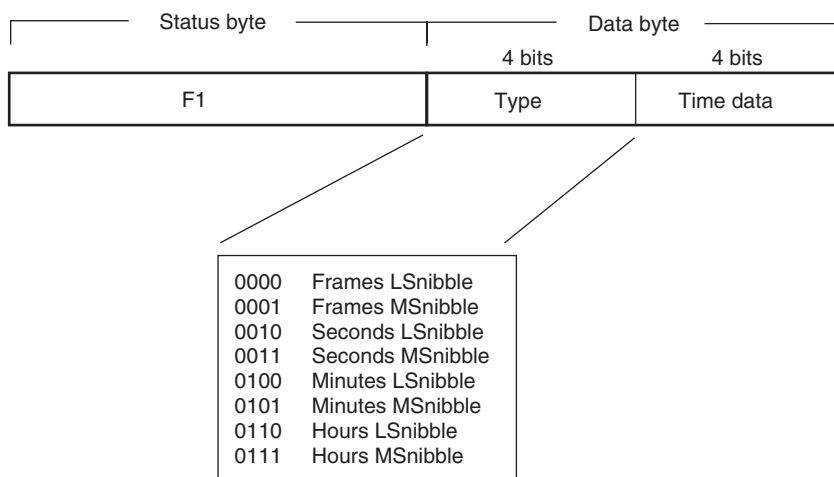 Status byte Data byte
4 bits 4 bits
F1 Type Time data
0000 Frames LSnibble
0001 Frames MSnibble
0010 Seconds LSnibble
0011 Seconds MSnibble
0100 Minutes LSnibble
0101 Minutes MSnibble
0110 Hours LSnibble
0111 Hours MSnibble